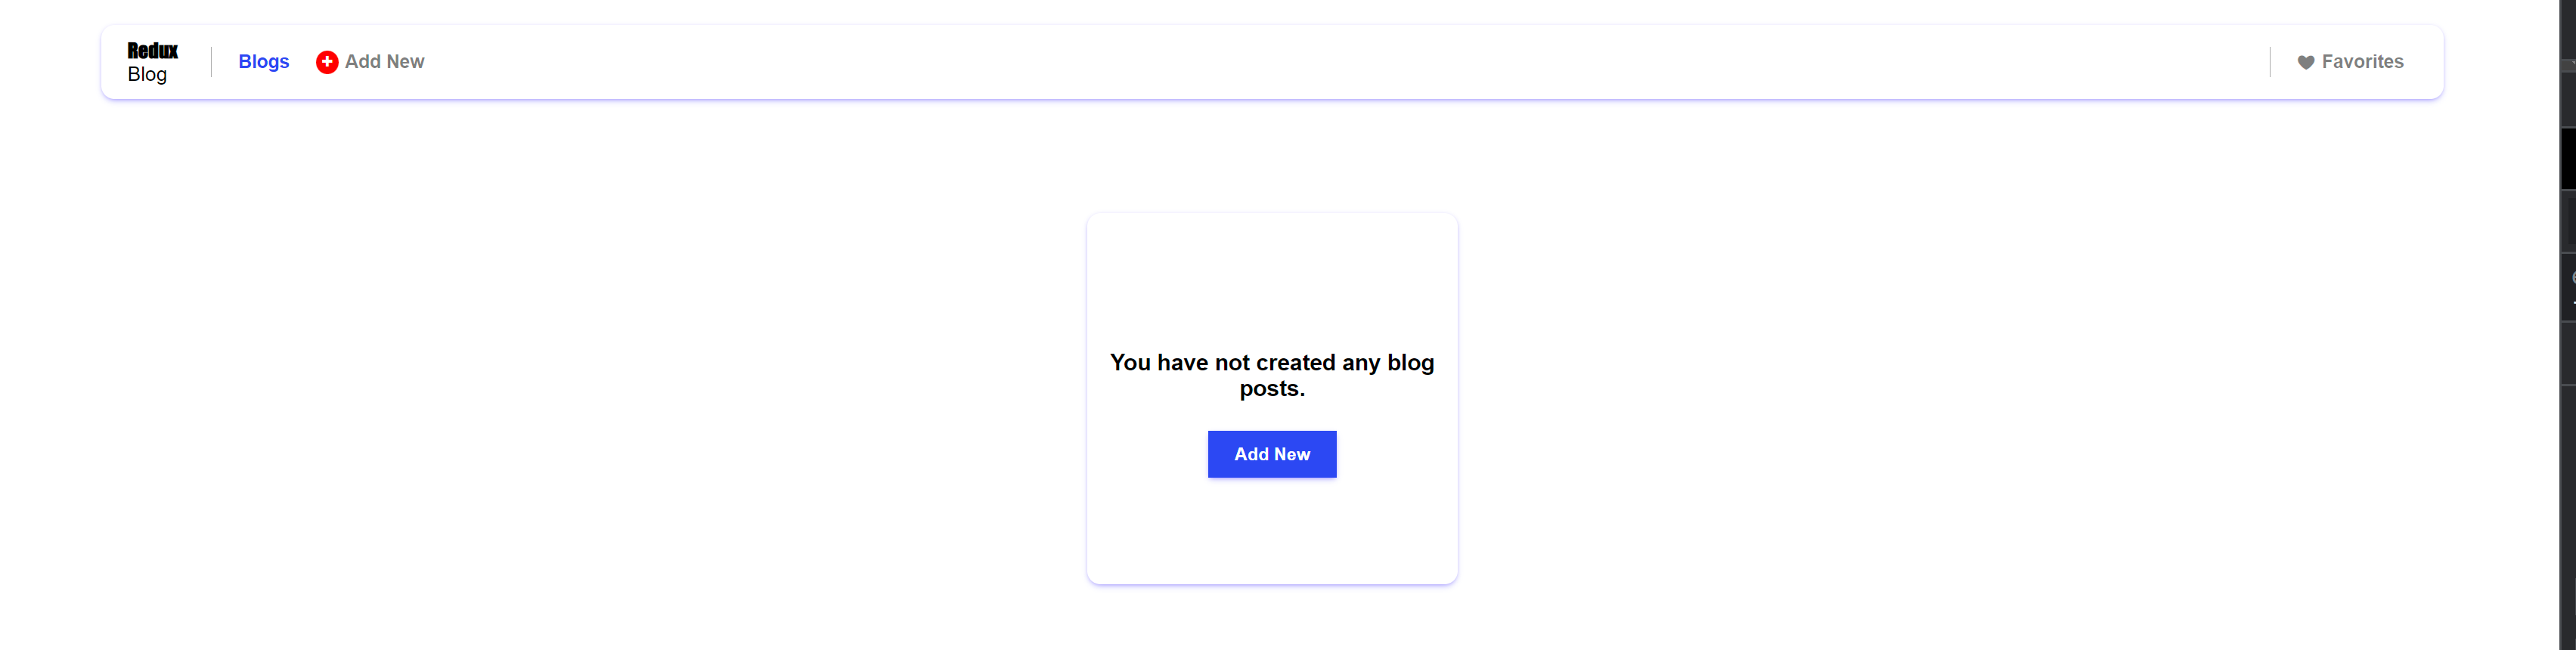 Redux
Blog
Blogs
Add New
Favorites
You have not created any blog
posts.
Add New